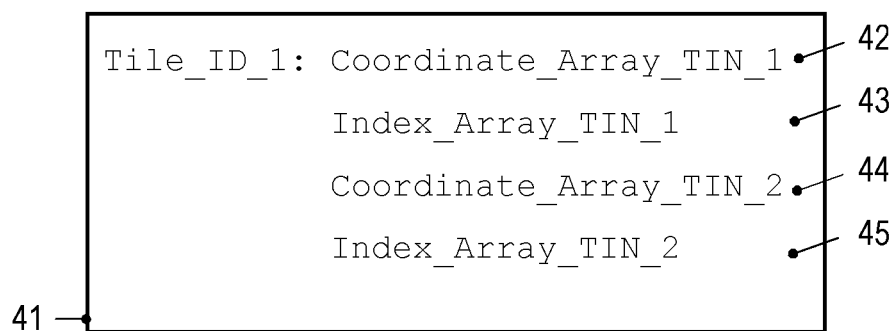 Tile_ID_1: Coordinate_Array_TIN_1 42
Index_Array_TIN_1 43
Coordinate_Array_TIN_2 44
Index_Array_TIN_2 45
41